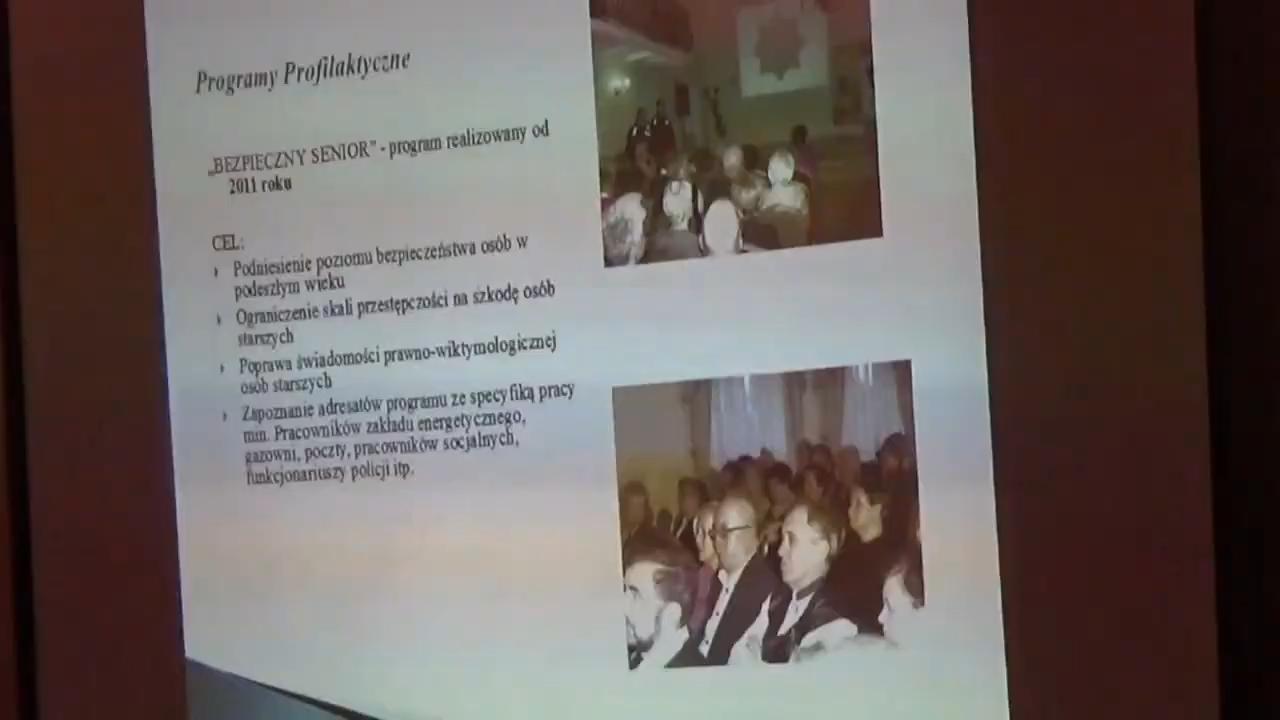 Programy Profilaktyczne
„BEZPIECZNY SENIOR” - program realizowany od
2011 roku
CEL:
Podniesienie poziomu bezpieczeństwa osób w
podeszłym wieku
Ograniczenie skali przestępczości na szkodę osób
starszych
Poprawa świadomości prawno-wiktymologicznej
osób starszych
Zapoznanie adresatów programu ze specyfiką pracy
min. Pracowników zakładu energetycznego,
gazowni, poczty, pracowników socjalnych,
funkcjonariuszy policji itp.